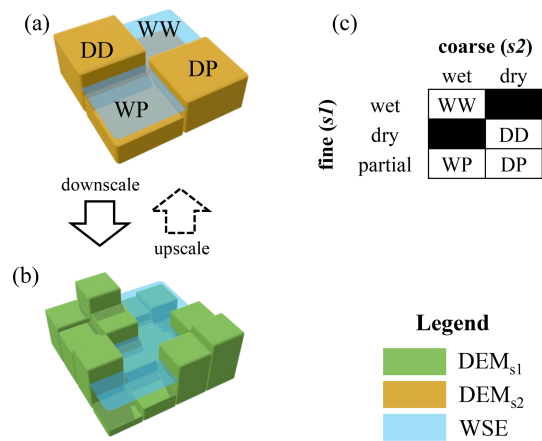 (a)
WW
DD
DP
WP
downscale
upscale
(b)
(c)
coarse (s2)
wet dry
fine (s1)
wet WW
dry DD
partial WP DP
Legend
DEMs1
DEMs2
WSE